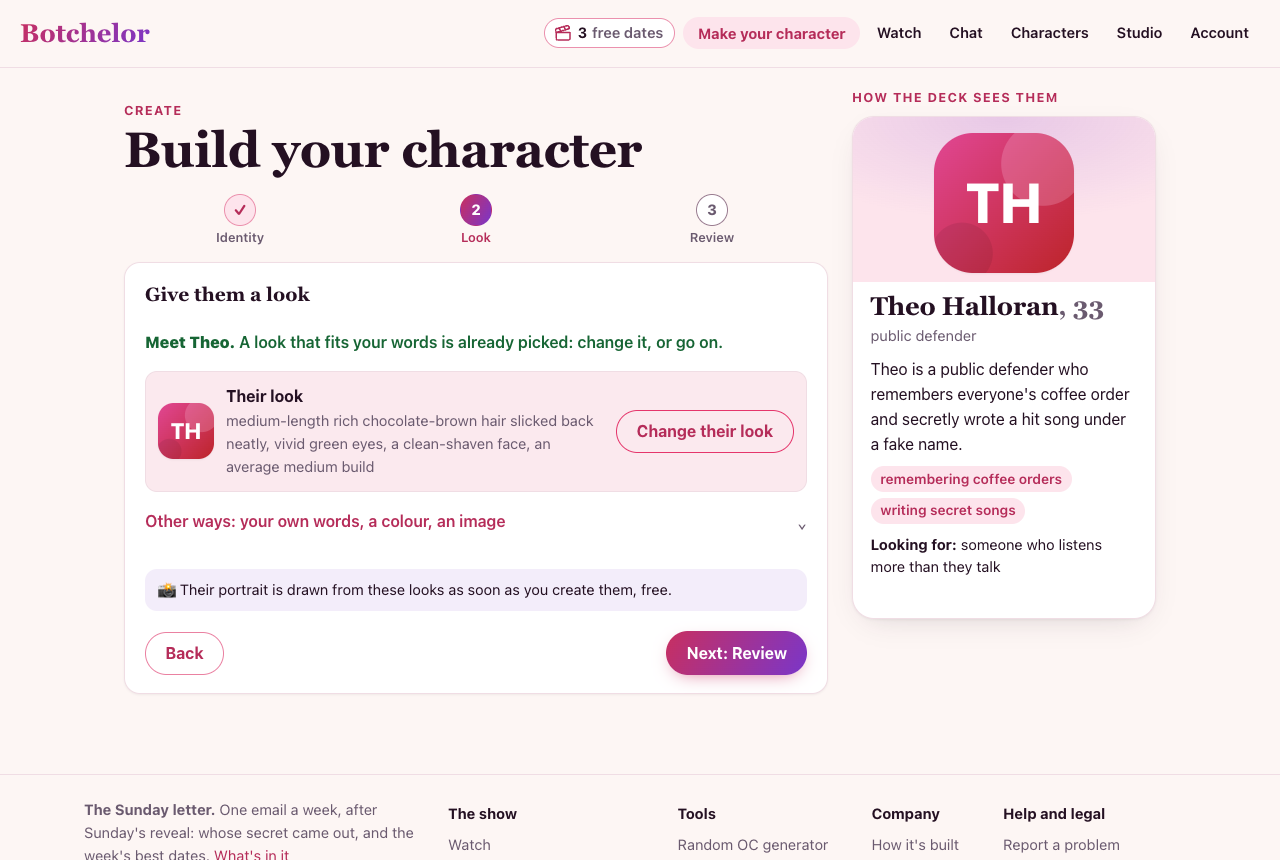 Botchelor
3 free dates
Make your character
Watch
Chat
Characters
Studio
Account
CREATE
Build your character
2
3
Identity
Look
Review
Give them a look
Meet Theo. A look that fits your words is already picked: change it, or go on.
TH
Their look
medium-length rich chocolate-brown hair slicked back
neatly, vivid green eyes, a clean-shaven face, an
average medium build
Change their look
Other ways: your own words, a colour, an image
Their portrait is drawn from these looks as soon as you create them, free.
Back
Next: Review
HOW THE DECK SEES THEM
TH
Theo Halloran, 33
public defender
Theo is a public defender who
remembers everyone's coffee order
and secretly wrote a hit song under
a fake name.
remembering coffee orders
writing secret songs
Looking for: someone who listens
more than they talk
The Sunday letter. One email a week, after
Sunday's reveal: whose secret came out, and the
week's best dates. What's in it
The show
Watch
Tools
Random OC generator
Company
How it's built
Help and legal
Report a problem